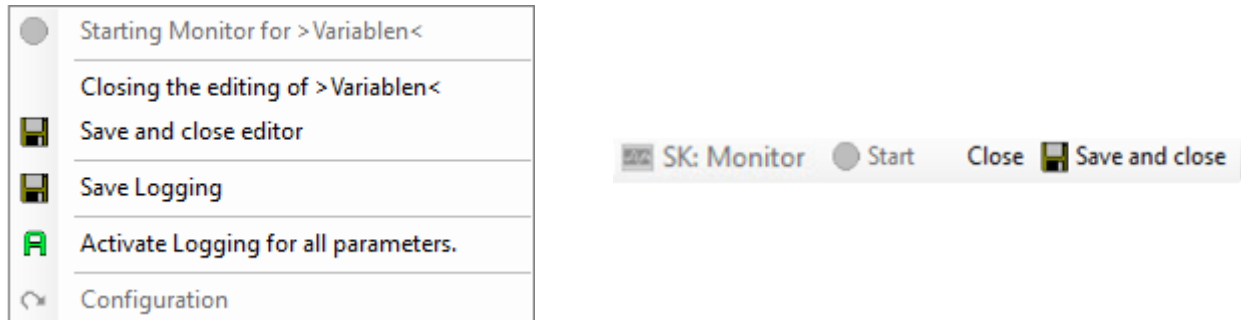 Starting Monitor for >Variablen<
Closing the editing of >Variablen<
Save and close editor
Save Logging
Activate Logging for all parameters.
Configuration
SK: Monitor Start Close Save and close